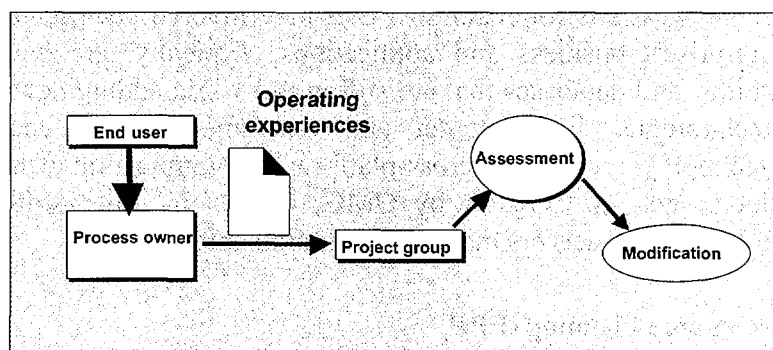 Operating
experiences
End user
Assessment
Process owner
Project group
Modification